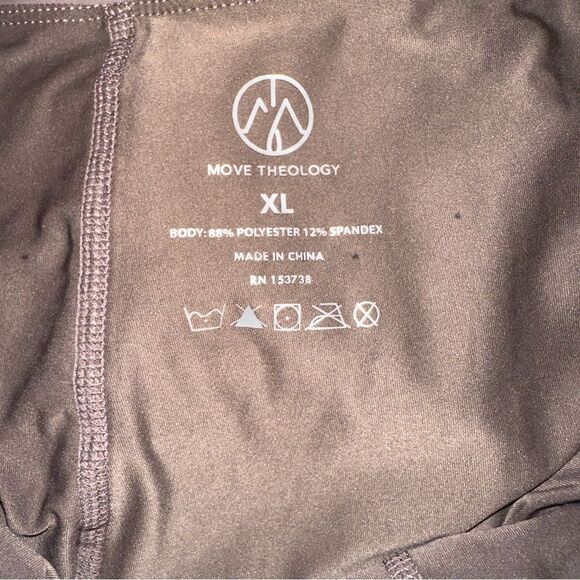 MOVE THEOLOGY
XL
BODY: 88% POLYESTER 12% SPANDEX
MADE IN CHINA
RN 153738